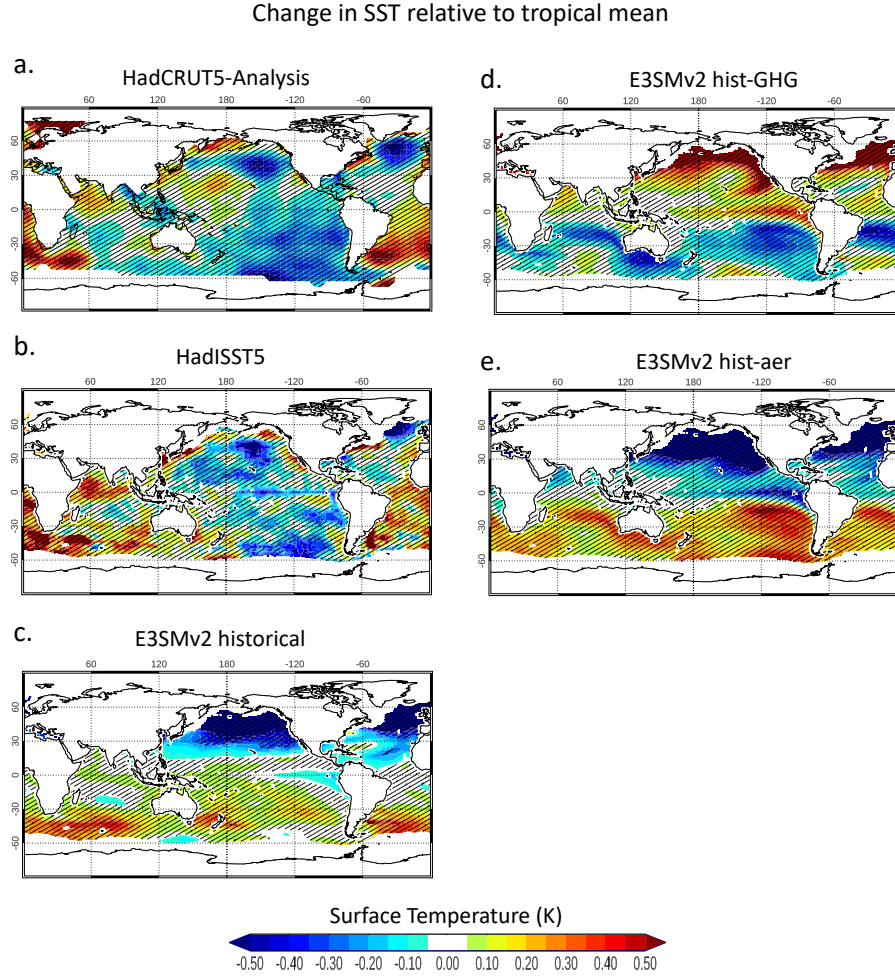 Change in SST relative to tropical mean
a.
HadCRUT5-Analysis
60 120 180 -120 -60
60
30
0
-30
-60
b.
HadISST5
60 120 180 -120 -60
60
30
0
-30
-60
c.
E3SMv2 historical
60 120 180 -120 -60
60
30
0
-30
-60
d.
E3SMv2 hist-GHG
60 120 180 -120 -60
60
30
0
-30
-60
e.
E3SMv2 hist-aer
60 120 180 -120 -60
60
30
0
-30
-60
Surface Temperature (K)
-0.50 -0.40 -0.30 -0.20 -0.10 0.00 0.10 0.20 0.30 0.40 0.50